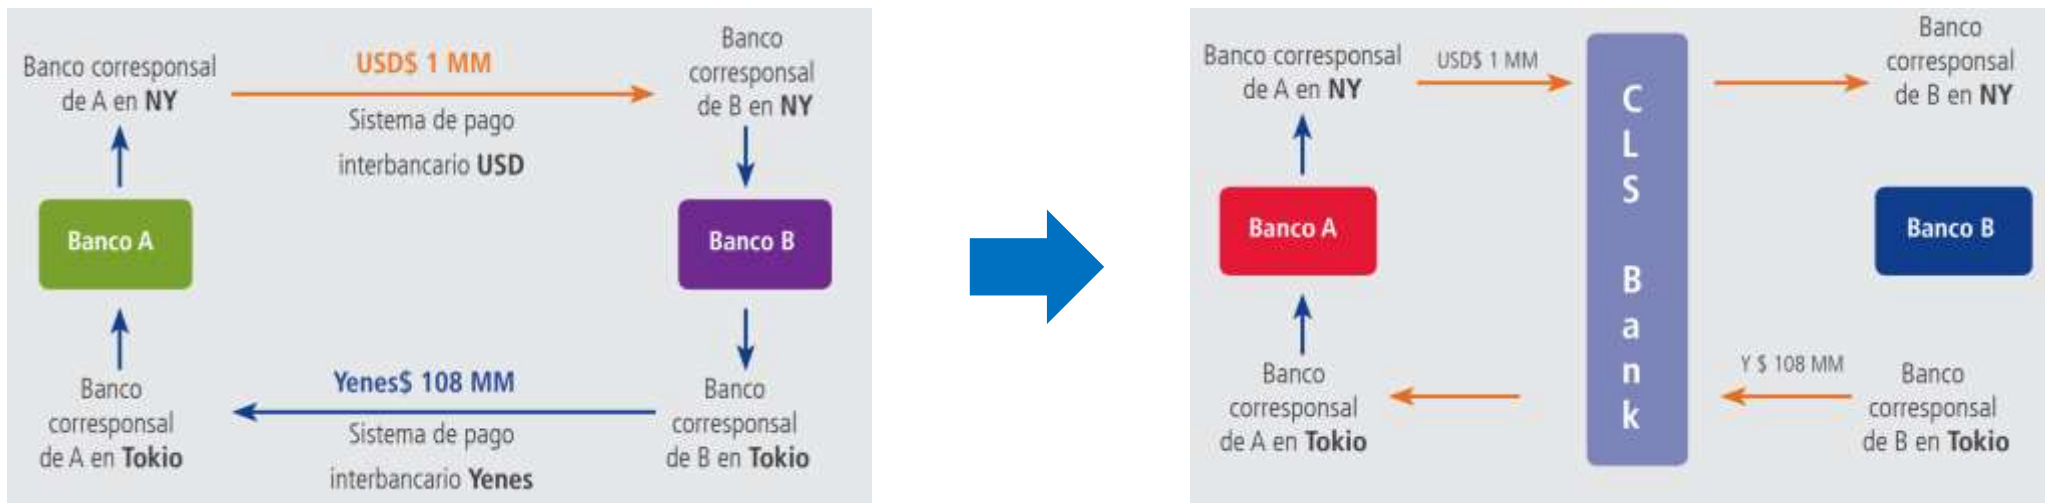 Banco corresponsal
de A en NY
USD$ 1 MM
Sistema de pago
interbancario USD
Banco
corresponsal
de B en NY
Banco A
Banco B
Banco
corresponsal
de A en Tokio
Yenes$ 108 MM
Sistema de pago
interbancario Yenes
Banco
corresponsal
de B en Tokio
Banco corresponsal
de A en NY
USD$ 1 MM
CLS Bank
Banco
corresponsal
de B en NY
Banco A
Banco B
Banco
corresponsal
de A en Tokio
Y $ 108 MM
Banco
corresponsal
de B en Tokio